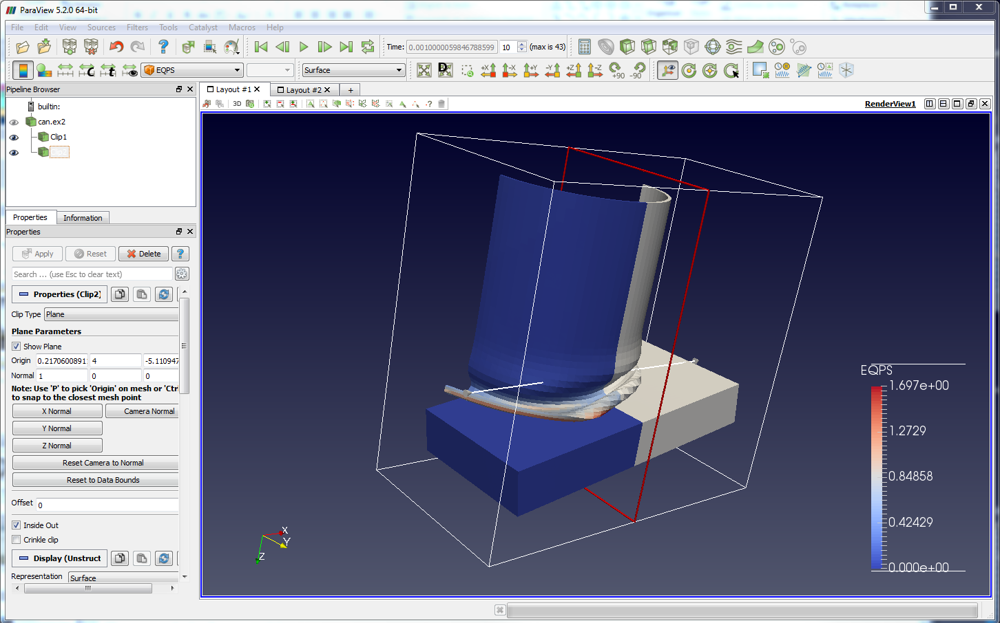 ParaView 5.2.0 64-bit
File Edit View Sources Filters Tools Catalyst Macros Help
Time: 0.0010000059846788599 10 (max is 43)
EQPS Surface +X -X +Y -Y +Z -Z +90 -90
Pipeline Browser
Layout #1 Layout #2 +
3D
RenderView1
builtin:
can.ex2
Clip1
Properties Information
Properties
Apply Reset Delete ?
Search ... (use Esc to clear text)
Properties (Clip2)
Clip Type Plane
Plane Parameters
Show Plane
Origin 0.2170600891 4 -5.110947
Normal 1 0 0
Note: Use 'P' to pick 'Origin' on mesh or 'Ctr
to snap to the closest mesh point
X Normal Camera Normal
Y Normal
Z Normal
Reset Camera to Normal
Reset to Data Bounds
Offset 0
Inside Out
Crinkle clip
Display (Unstruct
Representation Surface
EQPS
1.697e+00
1.2729
0.84858
0.42429
0.000e+00
X
Y
Z